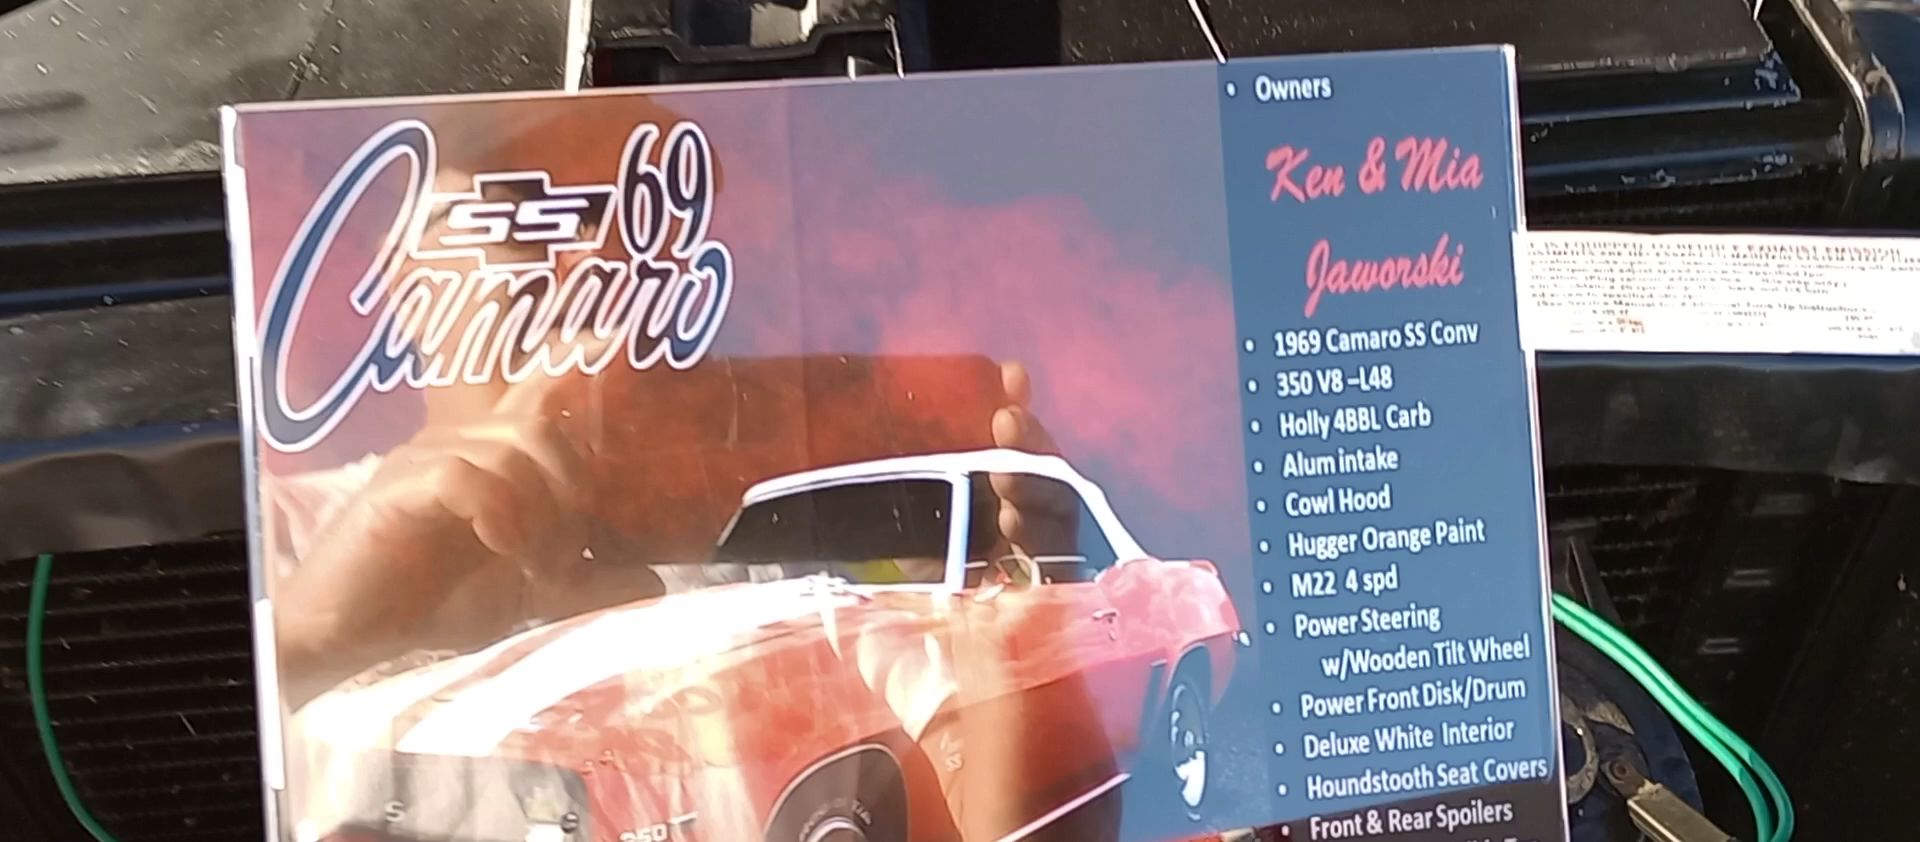 SS 69
Camaro
Owners
Ken & Mia
Jaworski
1969 Camaro SS Conv
350 V8 –L48
Holly 4BBL Carb
Alum intake
Cowl Hood
Hugger Orange Paint
M22 4 spd
Power Steering
w/Wooden Tilt Wheel
Power Front Disk/Drum
Deluxe White Interior
Houndstooth Seat Covers
Front & Rear Spoilers
350